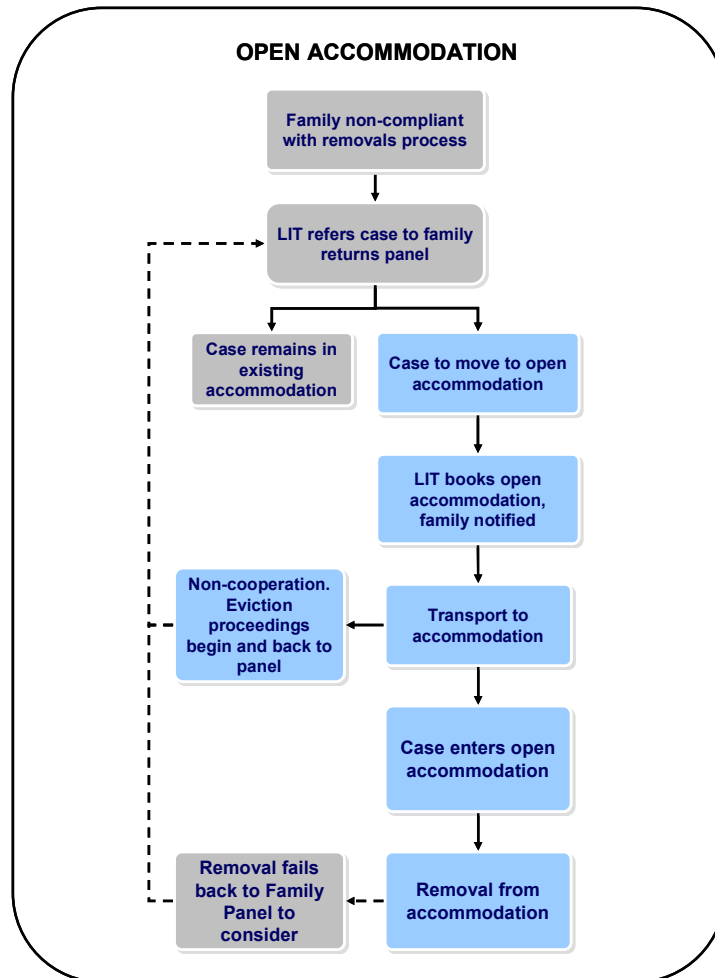 OPEN ACCOMMODATION
Family non-compliant
with removals process
LIT refers case to family
returns panel
Case remains in
existing
accommodation
Case to move to open
accommodation
LIT books open
accommodation,
family notified
Non-cooperation.
Eviction
proceedings
begin and back to
panel
Transport to
accommodation
Case enters open
accommodation
Removal fails
back to Family
Panel to
consider
Removal from
accommodation